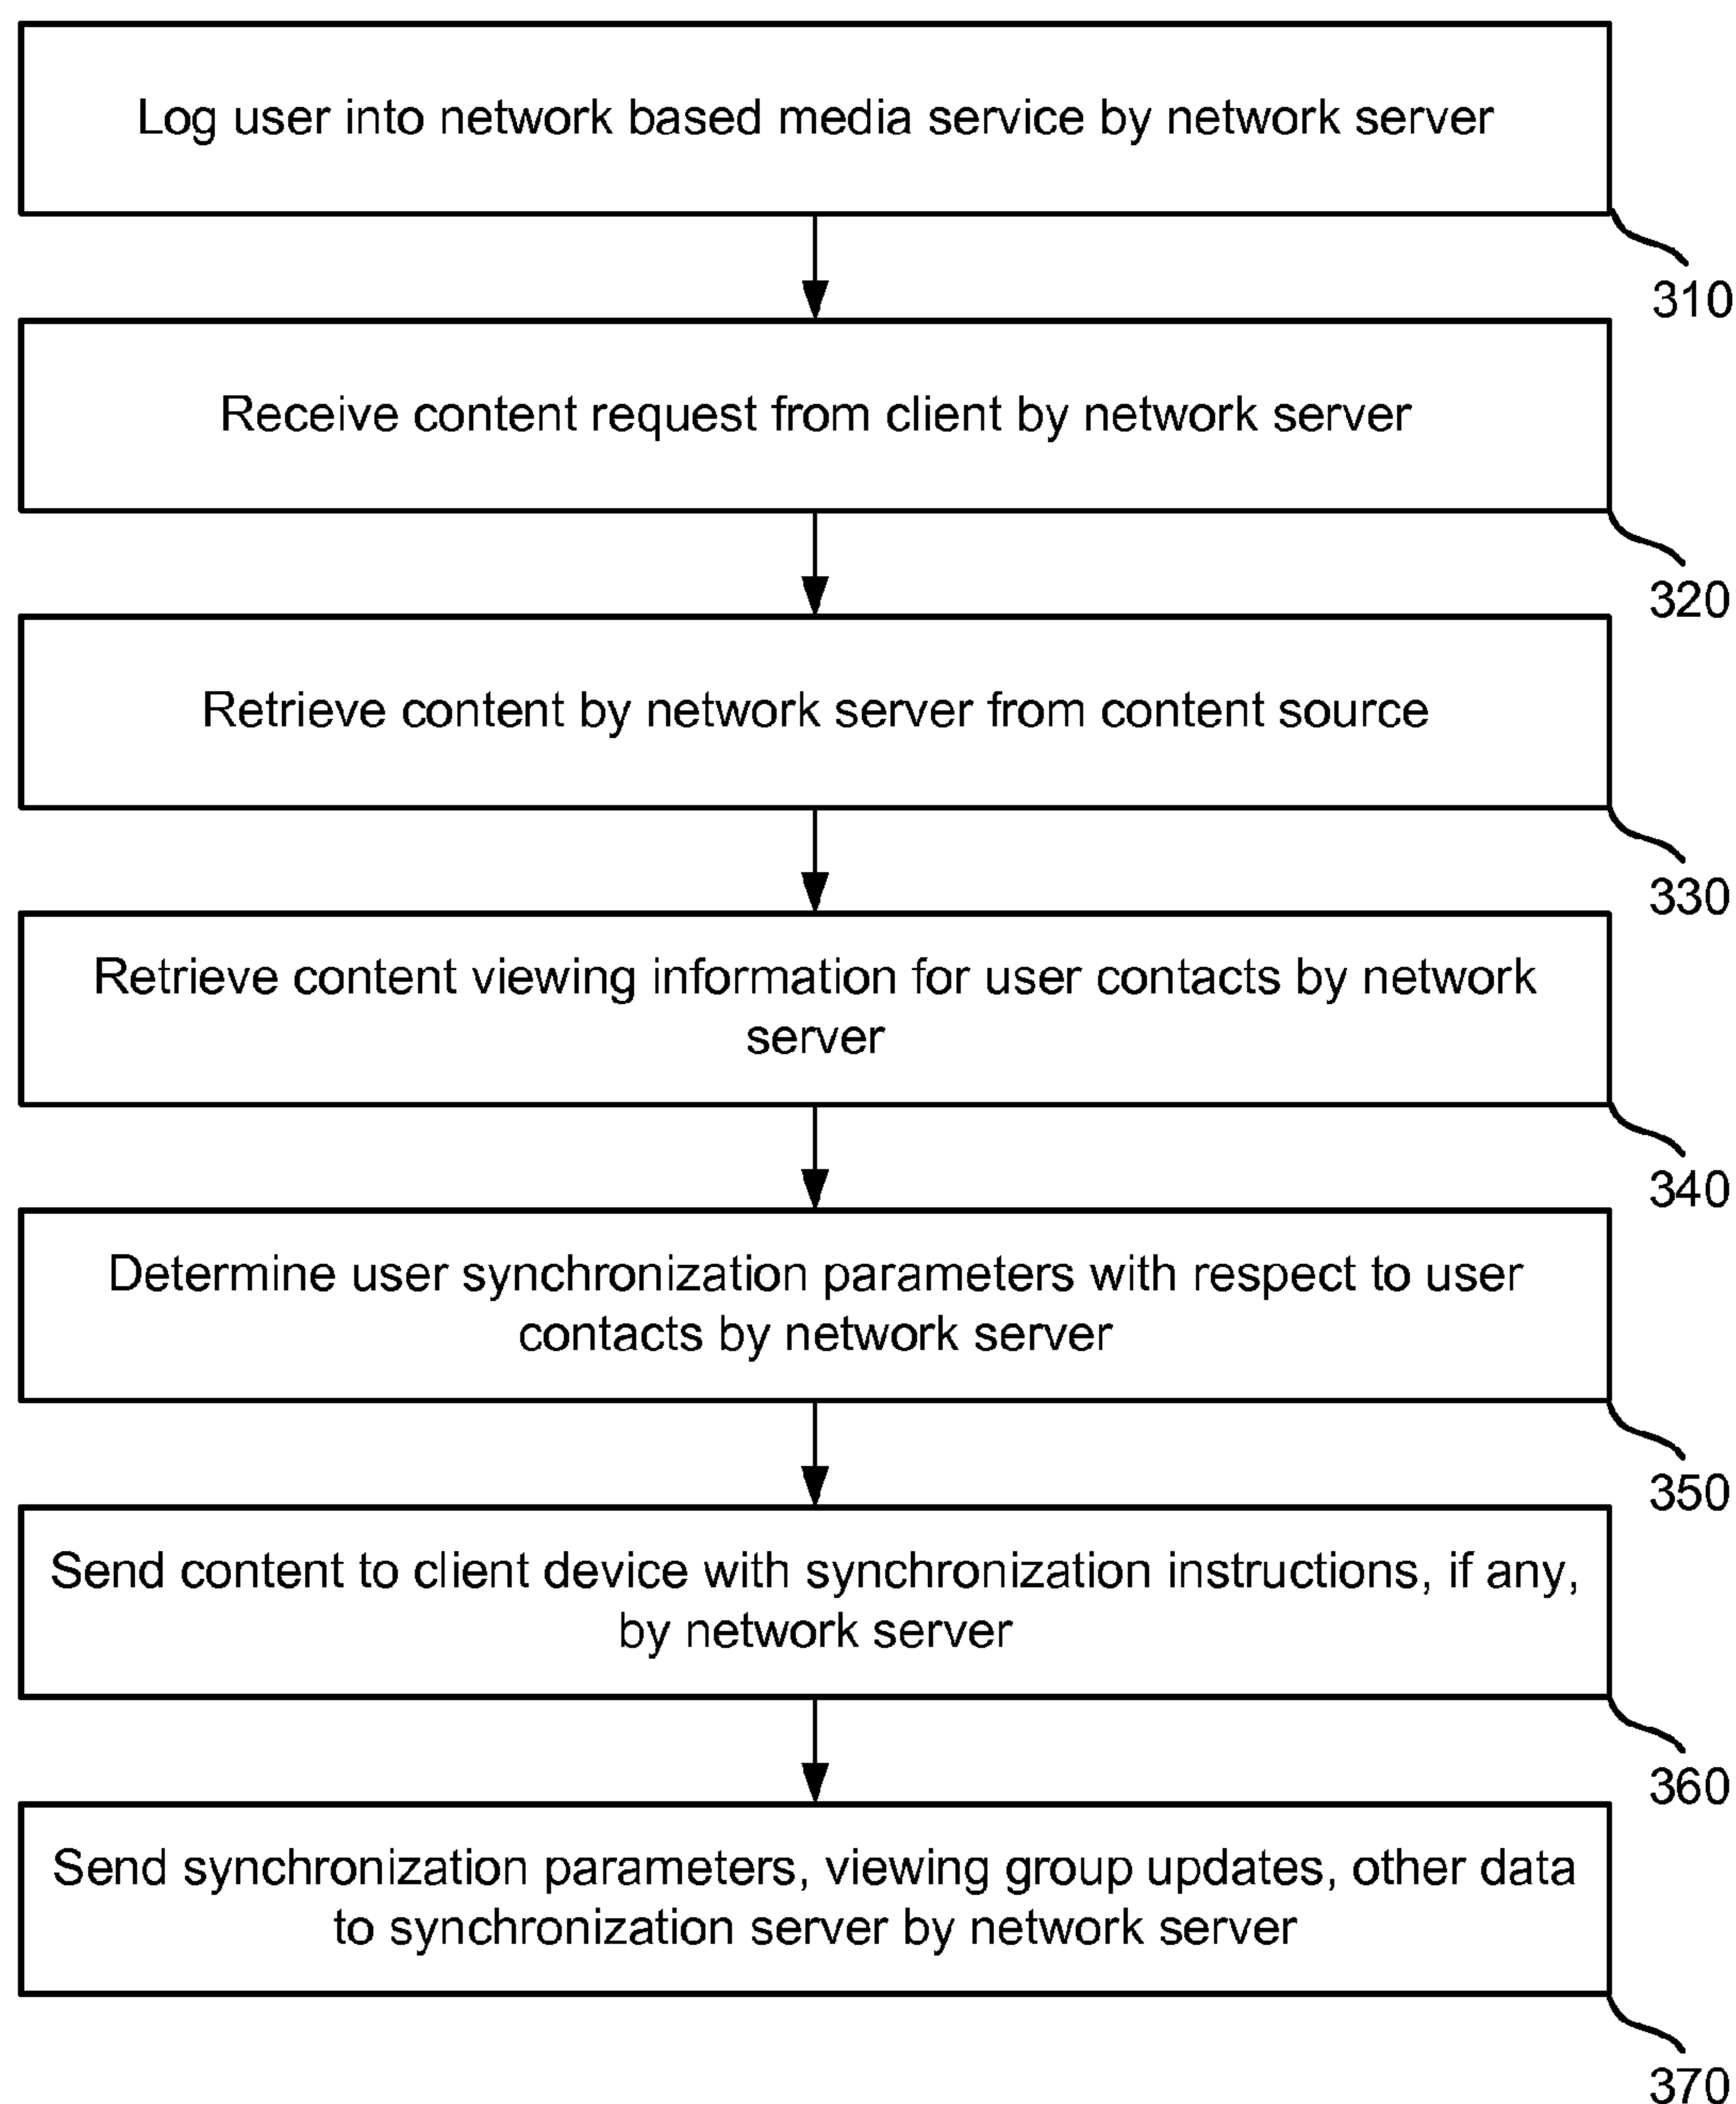 Log user into network based media service by network server
310
Receive content request from client by network server
320
Retrieve content by network server from content source
330
Retrieve content viewing information for user contacts by network
server
340
Determine user synchronization parameters with respect to user
contacts by network server
350
Send content to client device with synchronization instructions, if any,
by network server
360
Send synchronization parameters, viewing group updates, other data
to synchronization server by network server
370